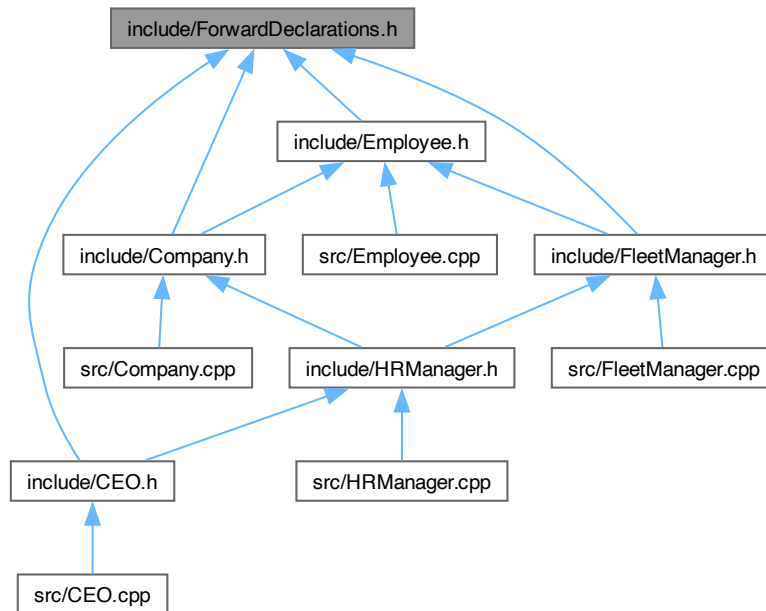 include/ForwardDeclarations.h
include/Employee.h
include/Company.h
src/Employee.cpp
include/FleetManager.h
src/Company.cpp
include/HRManager.h
src/FleetManager.cpp
include/CEO.h
src/HRManager.cpp
src/CEO.cpp